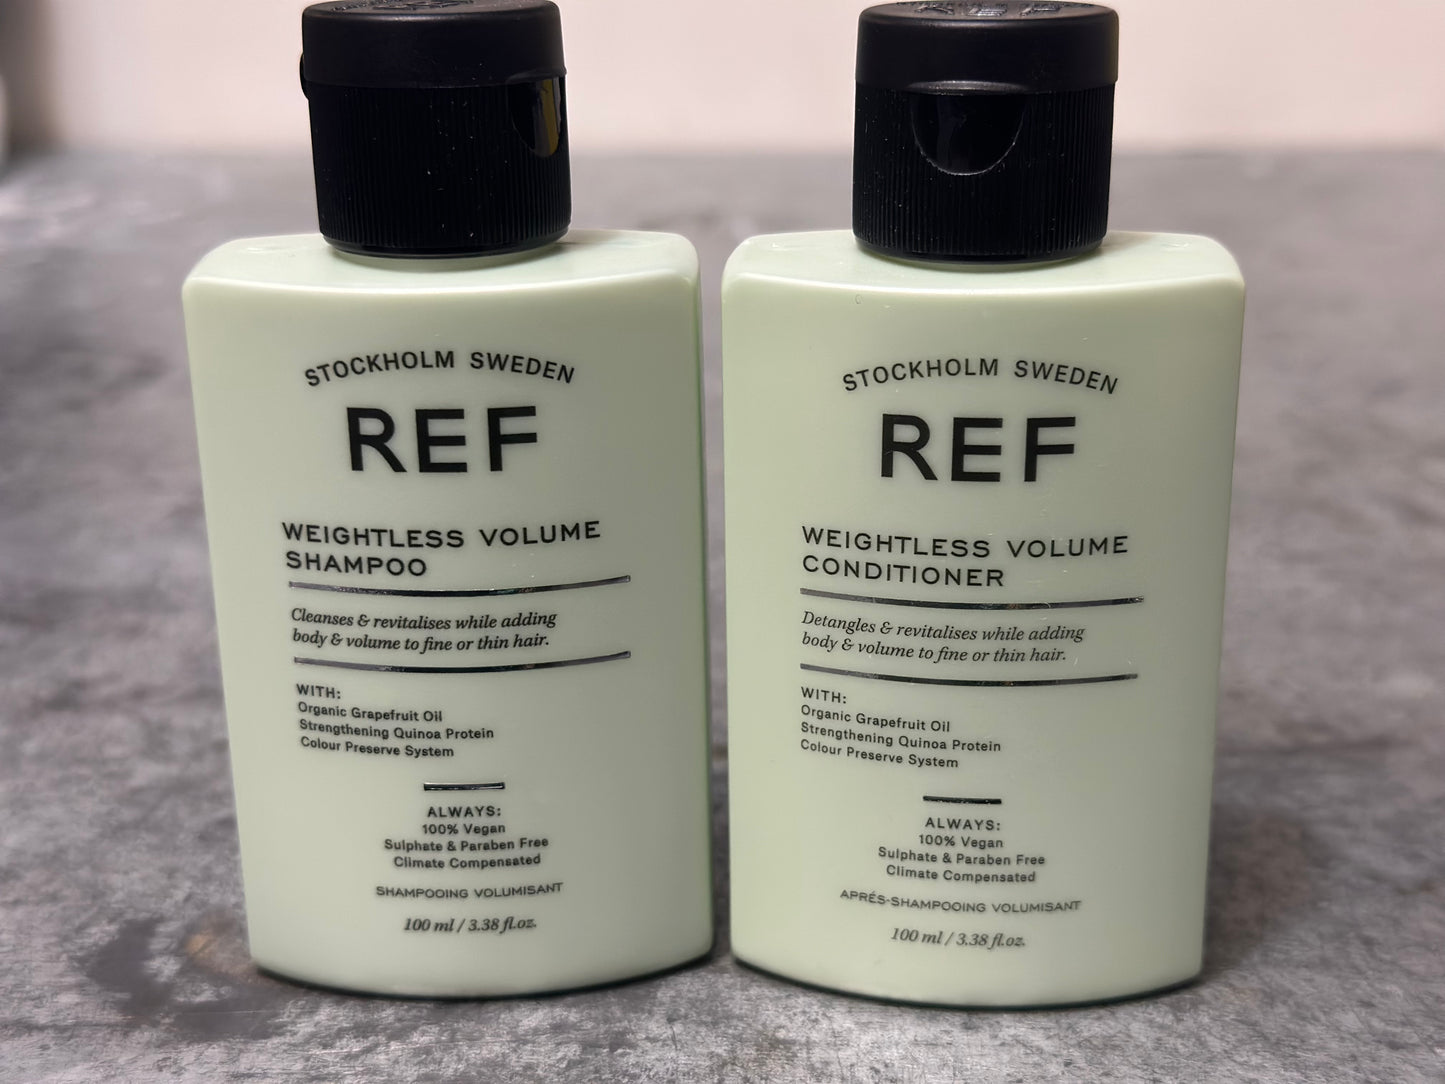 STOCKHOLM SWEDEN
REF
WEIGHTLESS VOLUME
SHAMPOO
Cleanses & revitalises while adding
body & volume to fine or thin hair.
WITH:
Organic Grapefruit Oil
Strengthening Quinoa Protein
Colour Preserve System
ALWAYS:
100% Vegan
Sulphate & Paraben Free
Climate Compensated
SHAMPOOING VOLUMISANT
100 ml / 3.38 fl.oz.
REF
STOCKHOLM SWEDEN
REF
WEIGHTLESS VOLUME
CONDITIONER
Detangles & revitalises while adding
body & volume to fine or thin hair.
WITH:
Organic Grapefruit Oil
Strengthening Quinoa Protein
Colour Preserve System
ALWAYS:
100% Vegan
Sulphate & Paraben Free
Climate Compensated
APRÉS-SHAMPOOING VOLUMISANT
100 ml / 3.38 fl.oz.